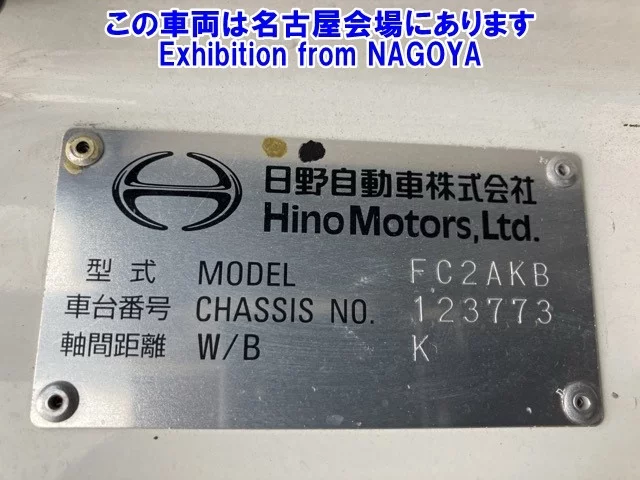 この車両は名古屋会場にあります
Exhibition from NAGOYA
日野自動車株式会社
Hino Motors, Ltd.
型式 MODEL FC2AKB
車台番号 CHASSIS NO. 123773
軸間距離 W/B K